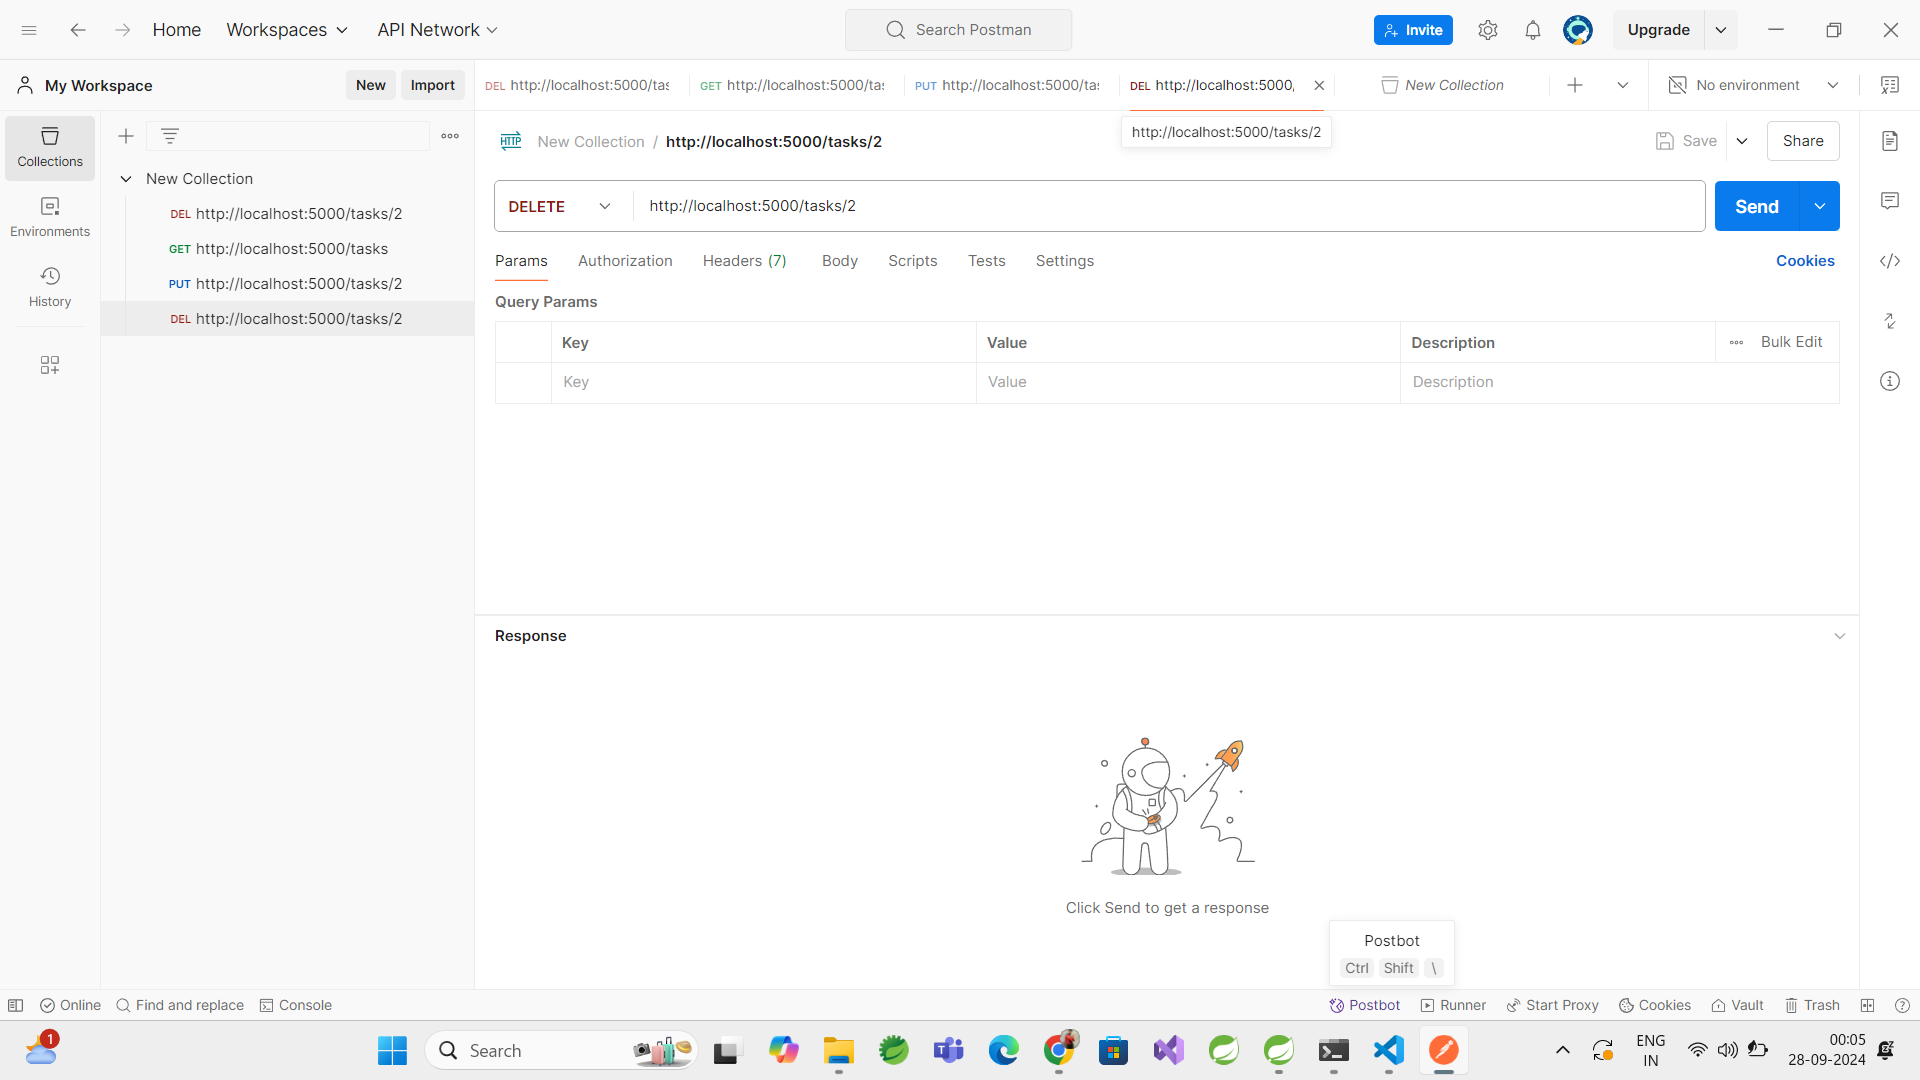 Home
Workspaces
API Network
Search Postman
Invite
Upgrade
My Workspace
New
Import
DEL http://localhost:5000/tas
GET http://localhost:5000/tas
PUT http://localhost:5000/tas
DEL http://localhost:5000,
New Collection
No environment
http://localhost:5000/tasks/2
Collections
Environments
History
New Collection
DEL http://localhost:5000/tasks/2
GET http://localhost:5000/tasks
PUT http://localhost:5000/tasks/2
DEL http://localhost:5000/tasks/2
HTTP
New Collection / http://localhost:5000/tasks/2
Save
Share
DELETE
http://localhost:5000/tasks/2
Send
Params
Authorization
Headers (7)
Body
Scripts
Tests
Settings
Cookies
Query Params
Key
Value
Description
Bulk Edit
Key
Value
Description
Response
Click Send to get a response
Postbot
Ctrl Shift \
Online
Find and replace
Console
Postbot
Runner
Start Proxy
Cookies
Vault
Trash
1
Search
ENG
IN
00:05
28-09-2024